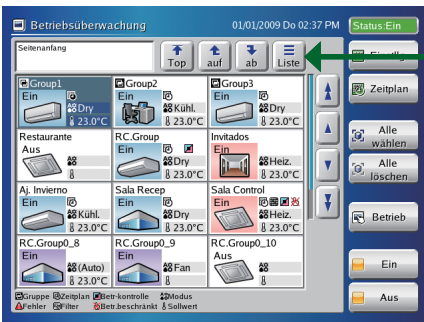 Betriebsüberwachung 01/01/2009 Do 02:37 PM Status:Ein
Seitenanfang
Top auf ab Liste
Zeitplan
Alle wählen
Alle löschen
Betrieb
Ein
Aus
Group1 Group2 Group3
Ein Ein Ein
Dry Kühl. Dry
23.0°C 23.0°C 23.0°C
Restaurante RC.Group Invitados
Aus Ein Ein
Dry Heiz.
23.0°C 23.0°C
Aj. Invierno Sala Recep Sala Control
Ein Ein Ein
Kühl. Dry Heiz.
23.0°C 23.0°C 23.0°C
RC.Group0_8 RC.Group0_9 RC.Group0_10
Ein Ein Aus
(Auto) Fan
23.0°C
Gruppe Zeitplan Betr-kontrolle Modus
Fehler Filter Betr.beschränkt Sollwert